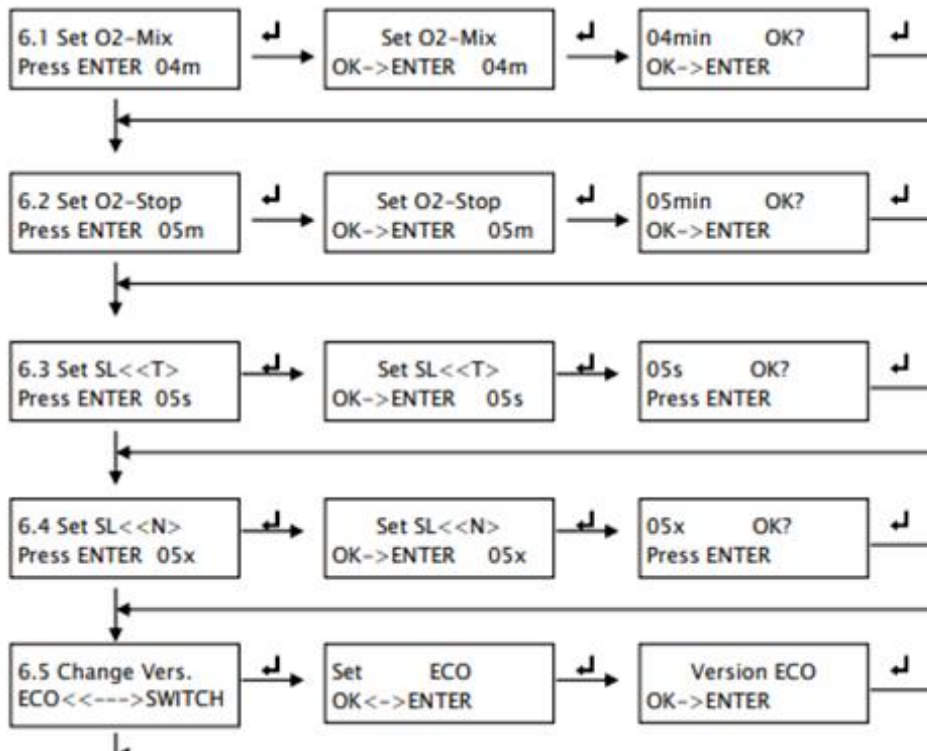 6.1 Set O2-Mix
Press ENTER 04m
Set O2-Mix
OK->ENTER 04m
04min OK?
OK->ENTER
6.2 Set O2-Stop
Press ENTER 05m
Set O2-Stop
OK->ENTER 05m
05min OK?
OK->ENTER
6.3 Set SL<<T>
Press ENTER 05s
Set SL<<T>
OK->ENTER 05s
05s OK?
Press ENTER
6.4 Set SL<<N>
Press ENTER 05x
Set SL<<N>
OK->ENTER 05x
05x OK?
Press ENTER
6.5 Change Vers.
ECO<<--->SWITCH
Set ECO
OK<->ENTER
Version ECO
OK->ENTER